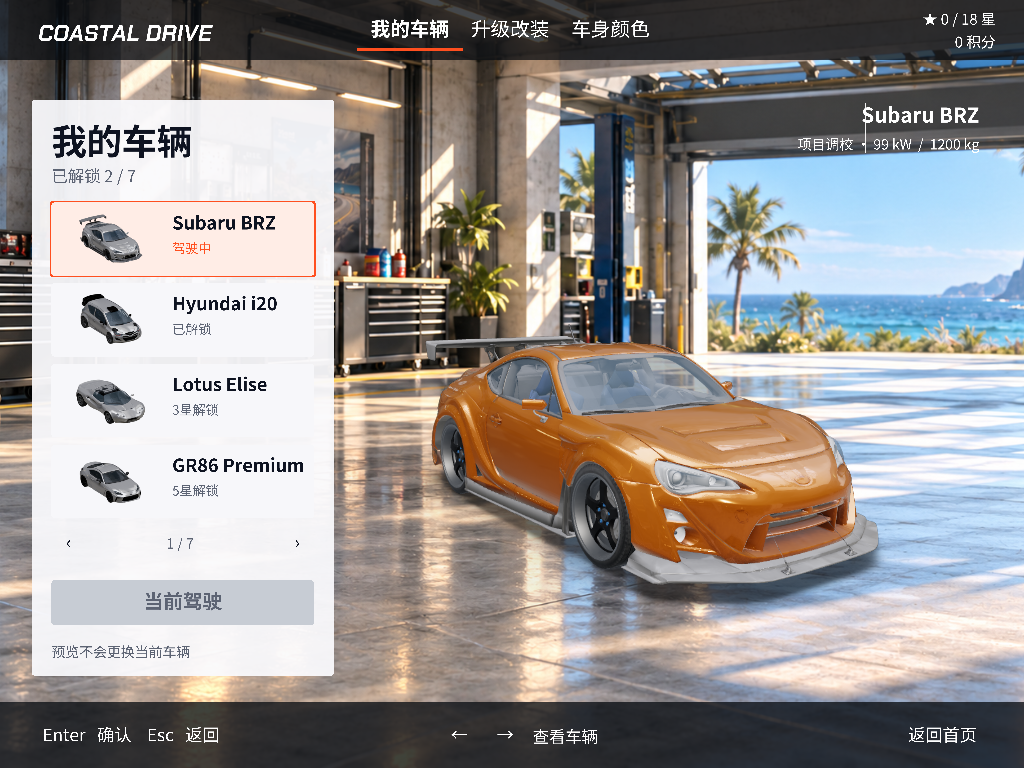 COASTAL DRIVE
我的车辆 升级改装 车身颜色
★ 0 / 18 星
0 积分
Subaru BRZ
项目调校 · 99 kW / 1200 kg
我的车辆
已解锁 2 / 7
Subaru BRZ
驾驶中
Hyundai i20
已解锁
Lotus Elise
3星解锁
GR86 Premium
5星解锁
‹ 1 / 7 ›
当前驾驶
预览不会更换当前车辆
Enter 确认 Esc 返回
← → 查看车辆
返回首页